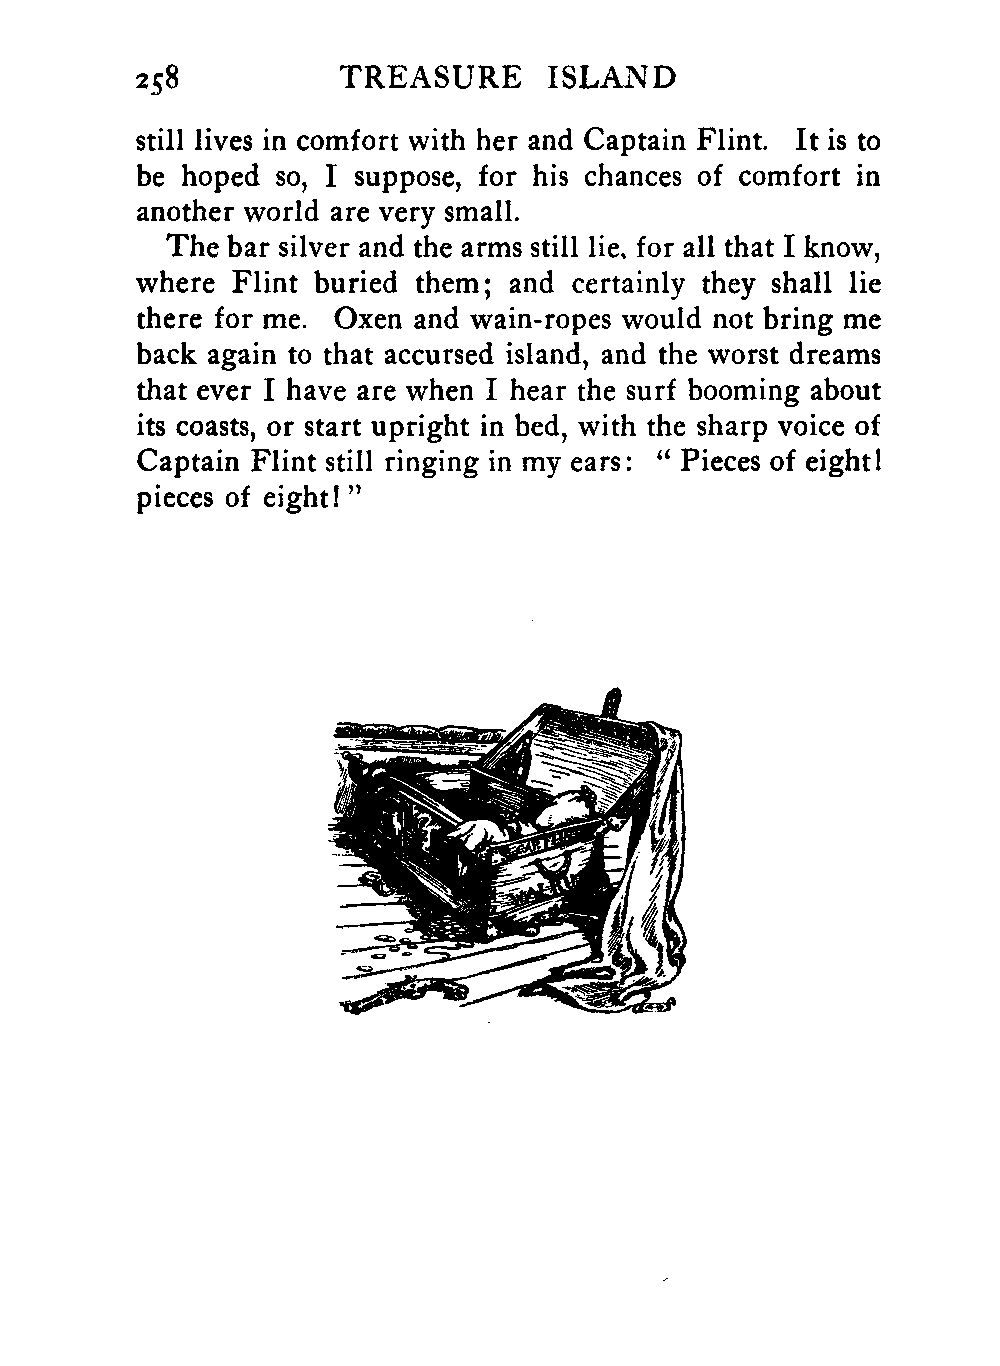 258 TREASURE ISLAND
still lives in comfort with her and Captain Flint. It is to
be hoped so, I suppose, for his chances of comfort in
another world are very small.
The bar silver and the arms still lie, for all that I know,
where Flint buried them; and certainly they shall lie
there for me. Oxen and wain-ropes would not bring me
back again to that accursed island, and the worst dreams
that ever I have are when I hear the surf booming about
its coasts, or start upright in bed, with the sharp voice of
Captain Flint still ringing in my ears: “ Pieces of eight!
pieces of eight! ”